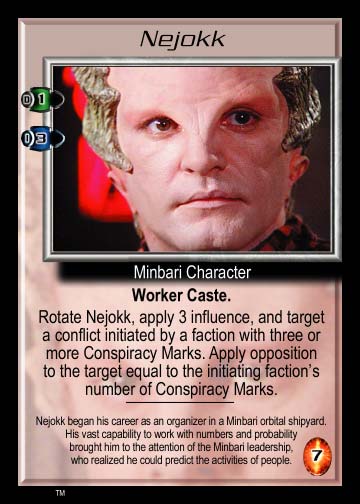 Nejokk
D 1
I 3
Minbari Character
Worker Caste.
Rotate Nejokk, apply 3 influence, and target
a conflict initiated by a faction with three or
more Conspiracy Marks. Apply opposition
to the target equal to the initiating faction's
number of Conspiracy Marks.
Nejokk began his career as an organizer in a Minbari orbital shipyard.
His vast capability to work with numbers and probability
brought him to the attention of the Minbari leadership,
who realized he could predict the activities of people.
7
TM